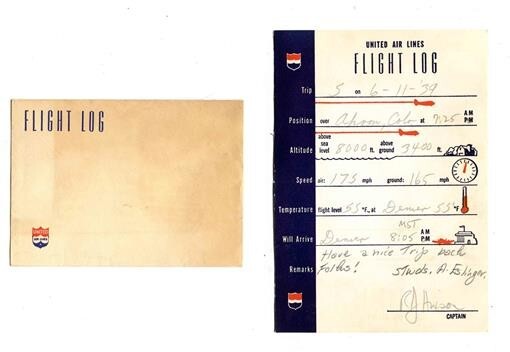 FLIGHT LOG
UNITED
AIR LINES
UNITED AIR LINES
FLIGHT LOG
Trip 5 on 6-11-'39
Position over Akron, Colo at 7:25 AM PM
Altitude above sea level 8000 ft. above ground 3400 ft.
Speed air: 175 mph ground: 165 mph
Temperature flight level 55 °F., at Denver 55 °F
Will Arrive Denver MST 8:05 AM PM
Remarks Have a nice Trip back
Folks! Stwds. A. Eslinger.
CAPTAIN